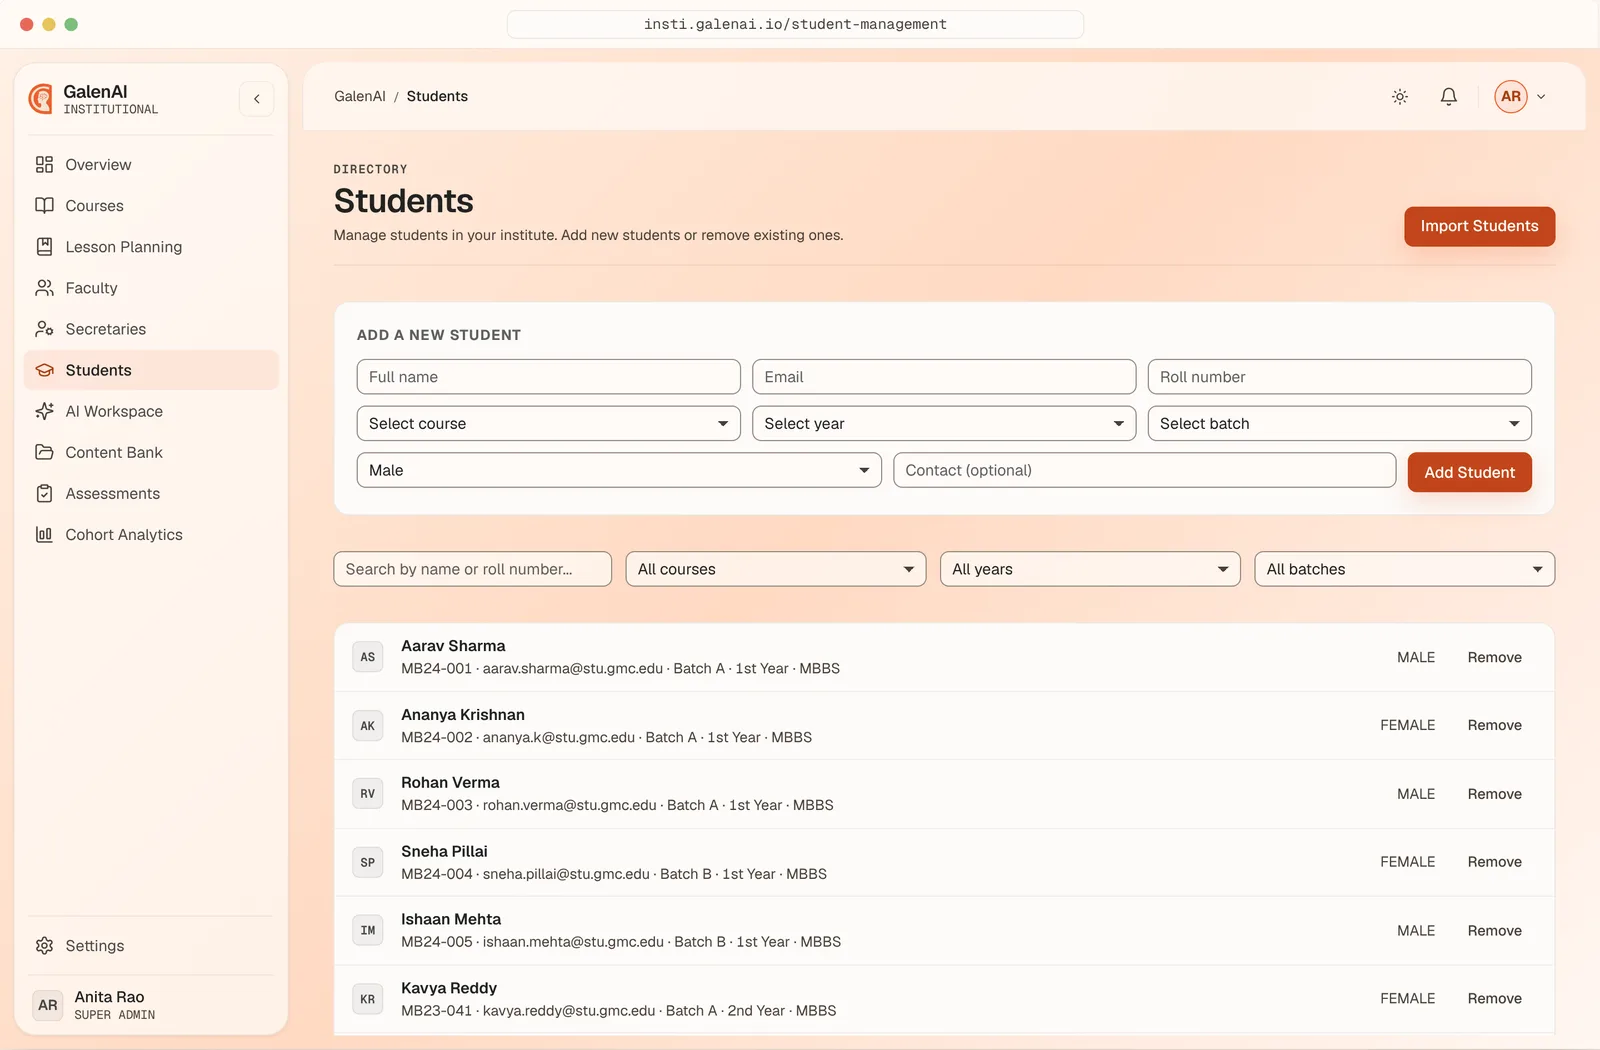 insti.galenai.io/student-management
GalenAI
INSTITUTIONAL
Overview
Courses
Lesson Planning
Faculty
Secretaries
Students
AI Workspace
Content Bank
Assessments
Cohort Analytics
Settings
AR
Anita Rao
SUPER ADMIN
GalenAI / Students
AR
DIRECTORY
Students
Manage students in your institute. Add new students or remove existing ones.
Import Students
ADD A NEW STUDENT
Full name
Email
Roll number
Select course
Select year
Select batch
Male
Contact (optional)
Add Student
Search by name or roll number...
All courses
All years
All batches
AS
Aarav Sharma
MB24-001 · aarav.sharma@stu.gmc.edu · Batch A · 1st Year · MBBS
MALE
Remove
AK
Ananya Krishnan
MB24-002 · ananya.k@stu.gmc.edu · Batch A · 1st Year · MBBS
FEMALE
Remove
RV
Rohan Verma
MB24-003 · rohan.verma@stu.gmc.edu · Batch A · 1st Year · MBBS
MALE
Remove
SP
Sneha Pillai
MB24-004 · sneha.pillai@stu.gmc.edu · Batch B · 1st Year · MBBS
FEMALE
Remove
IM
Ishaan Mehta
MB24-005 · ishaan.mehta@stu.gmc.edu · Batch B · 1st Year · MBBS
MALE
Remove
KR
Kavya Reddy
MB23-041 · kavya.reddy@stu.gmc.edu · Batch A · 2nd Year · MBBS
FEMALE
Remove